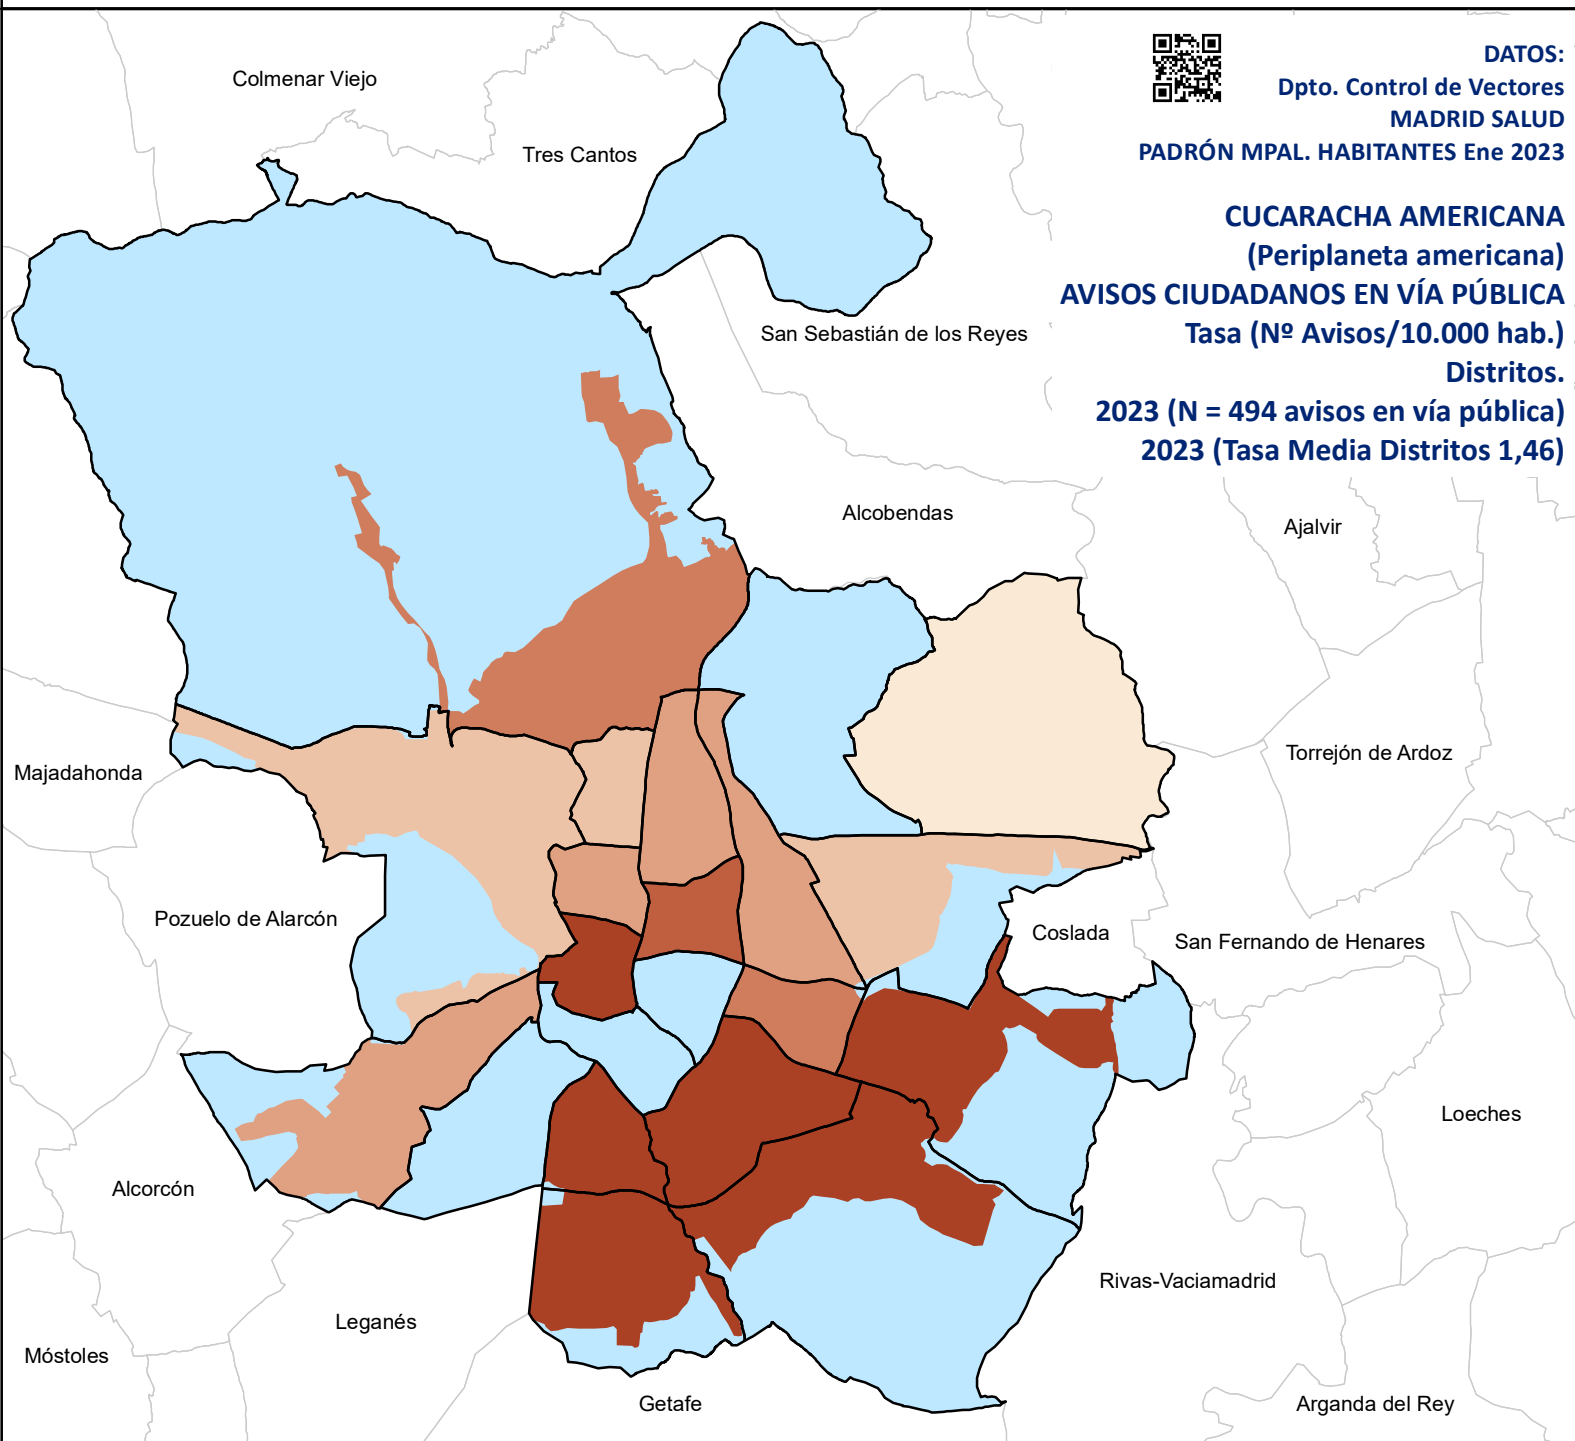 DATOS:
Dpto. Control de Vectores
MADRID SALUD
PADRÓN MPAL. HABITANTES Ene 2023
CUCARACHA AMERICANA
(Periplaneta americana)
AVISOS CIUDADANOS EN VÍA PÚBLICA
Tasa (Nº Avisos/10.000 hab.)
Distritos.
2023 (N = 494 avisos en vía pública)
2023 (Tasa Media Distritos 1,46)
Colmenar Viejo
Tres Cantos
San Sebastián de los Reyes
Alcobendas
Ajalvir
Majadahonda
Torrejón de Ardoz
Pozuelo de Alarcón
Coslada
San Fernando de Henares
Loeches
Alcorcón
Rivas-Vaciamadrid
Leganés
Móstoles
Getafe
Arganda del Rey